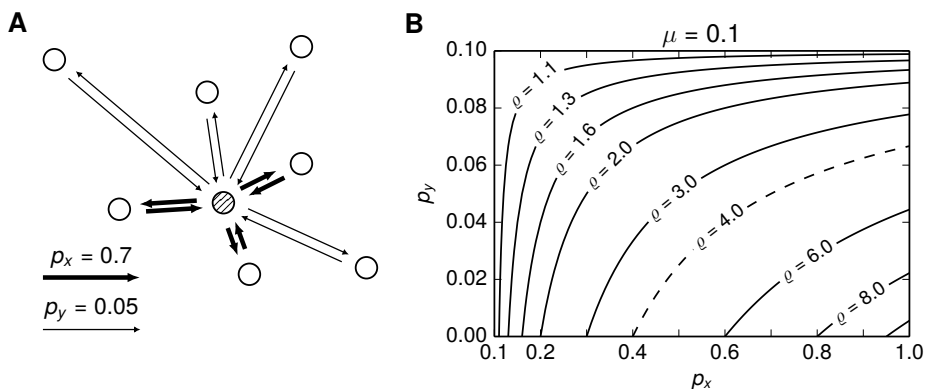 A
p_x = 0.7
p_y = 0.05
B
μ = 0.1
p_y
0.10
0.08
0.06
0.04
0.02
0.00
ϱ = 1.1
ϱ = 1.3
ϱ = 1.6
ϱ = 2.0
ϱ = 3.0
ϱ = 4.0
ϱ = 6.0
ϱ = 8.0
0.1 0.2 0.4 0.6 0.8 1.0
p_x